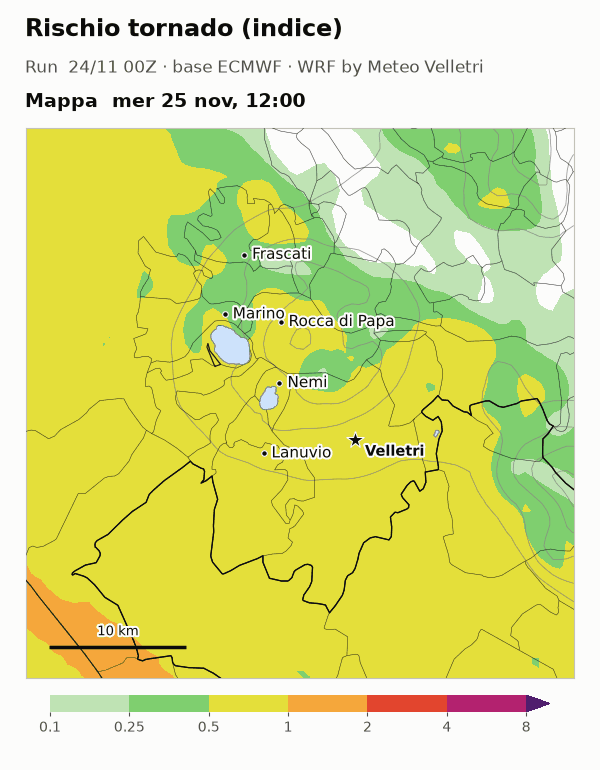 Rischio tornado (indice)
Run  24/11 00Z · base ECMWF · WRF by Meteo Velletri
Mappa  mer 25 nov, 12:00
Frascati
Marino
Rocca di Papa
Nemi
Velletri
Lanuvio
10 km
0.1 0.25 0.5 1 2 4 8